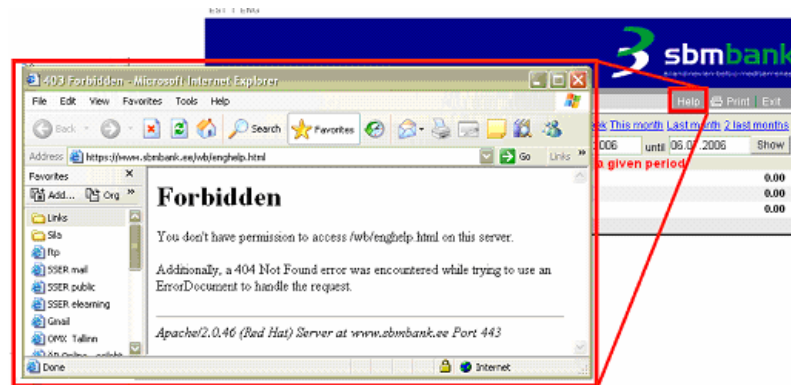 403 Forbidden - Microsoft Internet Explorer
File Edit View Favorites Tools Help
Back Search Favorites
Address https://www.sbmbank.ee/wb/enghelp.html Go Links »
Favorites ×
Add... Org »
Links
Sila
ftp
SSER mail
SSER public
SSER elearning
Gmail
OMX Tallinn
Forbidden
You don't have permission to access /wb/enghelp.html on this server.
Additionally, a 404 Not Found error was encountered while trying to use an
ErrorDocument to handle the request.
Apache/2.0.46 (Red Hat) Server at www.sbmbank.ee Port 443
Done Internet
sbmbank
Help Print Exit
This month Last month 2 last months
2006 until 2006 Show
a given period
0.00
0.00
0.00